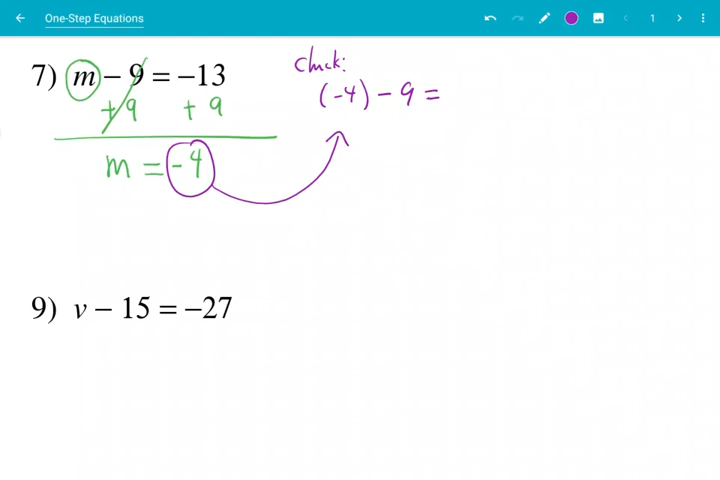 One-Step Equations
1
7) m − 9 = −13
+ 9 + 9
m = -4
Check:
(-4) - 9 =
9) v − 15 = −27